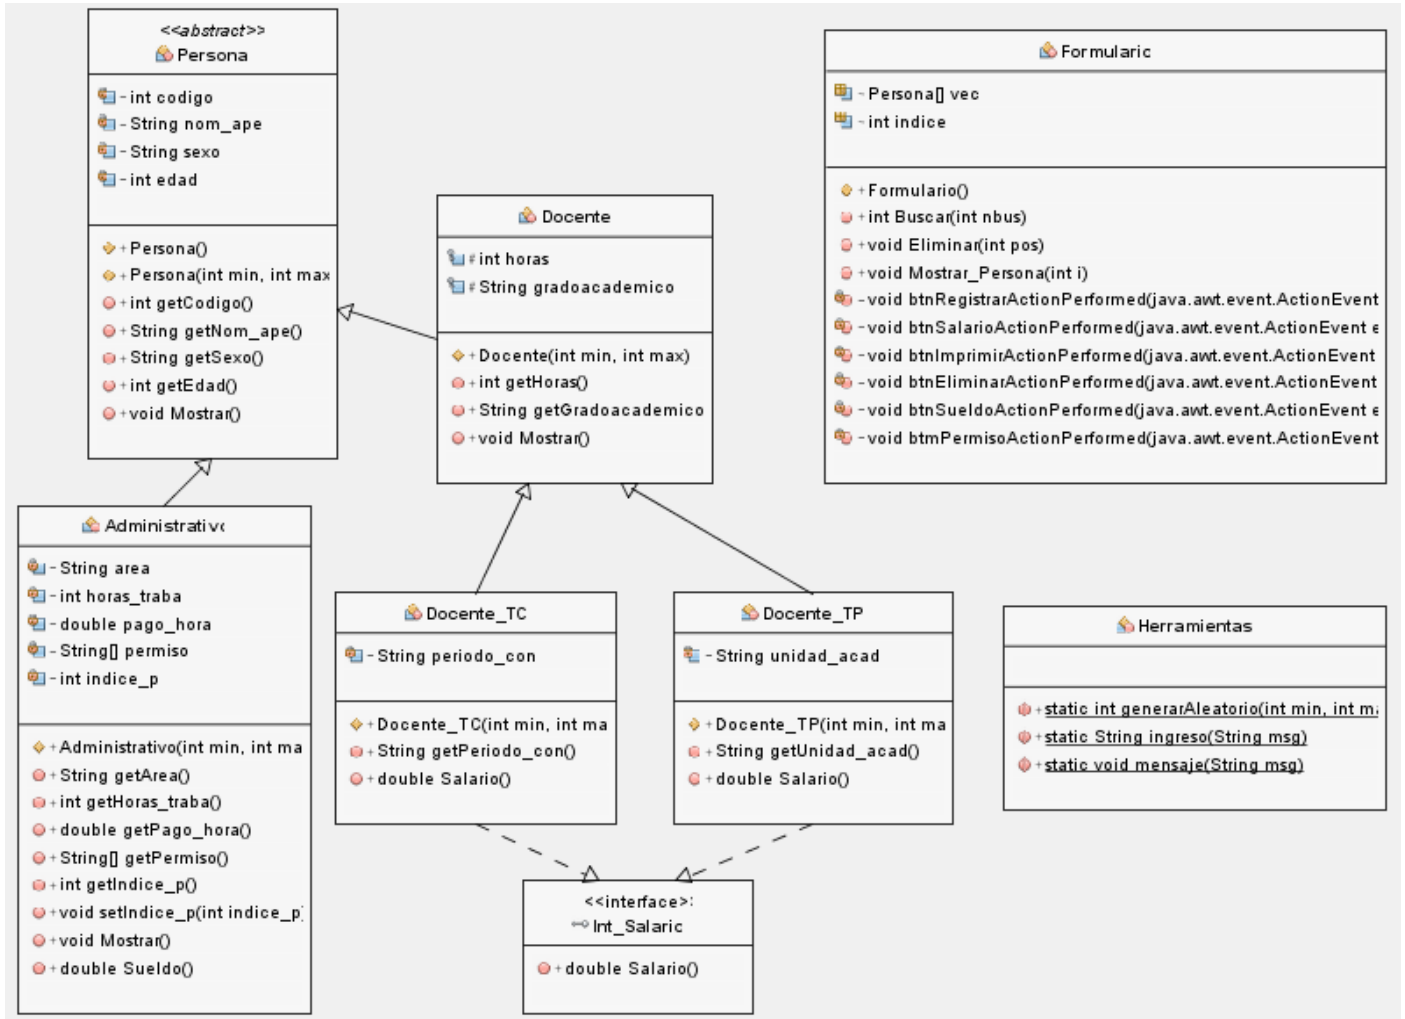 <<abstract>>
Persona
- int codigo
- String nom_ape
- String sexo
- int edad
+ Persona()
+ Persona(int min, int max
+ int getCodigo()
+ String getNom_ape()
+ String getSexo()
+ int getEdad()
+ void Mostrar()
Formularic
~ Persona[] vec
~ int indice
+ Formulario()
+ int Buscar(int nbus)
+ void Eliminar(int pos)
+ void Mostrar_Persona(int i)
- void btnRegistrarActionPerformed(java.awt.event.ActionEvent
- void btnSalarioActionPerformed(java.awt.event.ActionEvent e
- void btnImprimirActionPerformed(java.awt.event.ActionEvent
- void btnEliminarActionPerformed(java.awt.event.ActionEvent
- void btnSueldoActionPerformed(java.awt.event.ActionEvent e
- void btmPermisoActionPerformed(java.awt.event.ActionEvent
Docente
# int horas
# String gradoacademico
+ Docente(int min, int max)
+ int getHoras()
+ String getGradoacademico
+ void Mostrar()
Administrativo
- String area
- int horas_traba
- double pago_hora
- String[] permiso
- int indice_p
+ Administrativo(int min, int ma
+ String getArea()
+ int getHoras_traba()
+ double getPago_hora()
+ String[] getPermiso()
+ int getIndice_p()
+ void setIndice_p(int indice_p)
+ void Mostrar()
+ double Sueldo()
Docente_TC
- String periodo_con
+ Docente_TC(int min, int ma
+ String getPeriodo_con()
+ double Salario()
Docente_TP
- String unidad_acad
+ Docente_TP(int min, int ma
+ String getUnidad_acad()
+ double Salario()
Herramientas
+ static int generarAleatorio(int min, int ma
+ static String ingreso(String msg)
+ static void mensaje(String msg)
<<interface>:
Int_Salaric
+ double Salario()